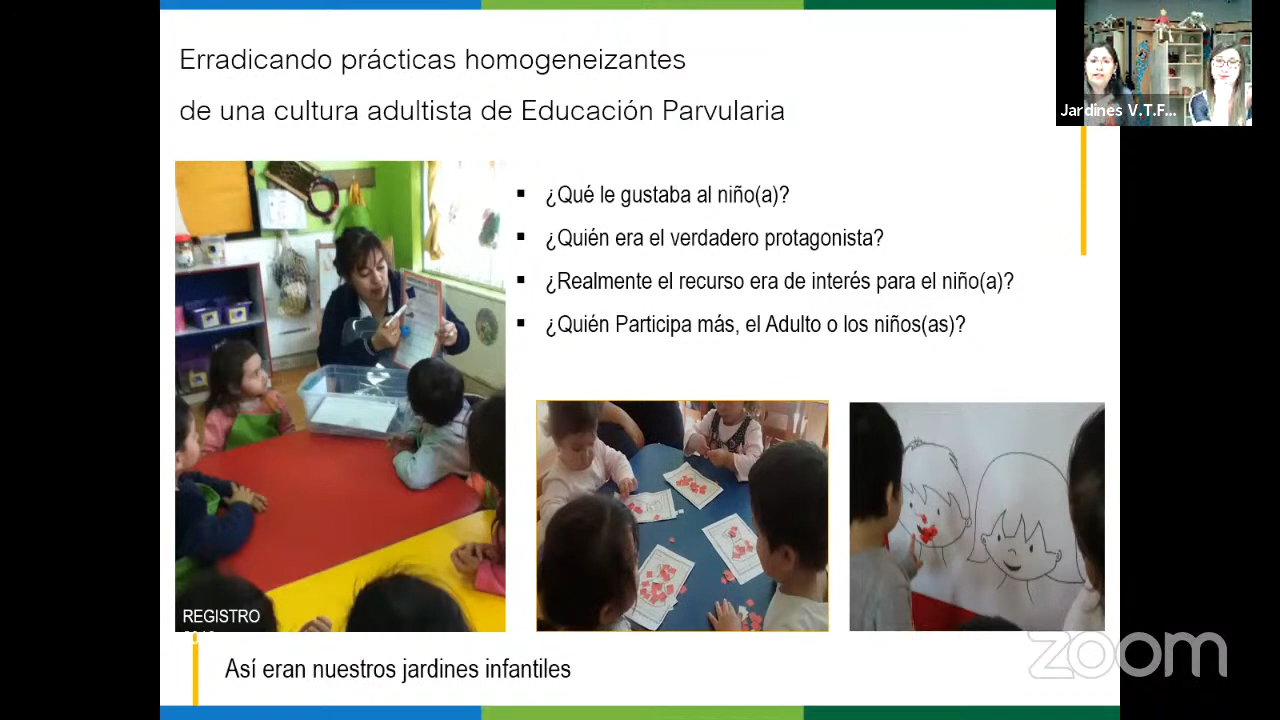 Erradicando prácticas homogeneizantes
de una cultura adultista de Educación Parvularia
Jardines V.T.F...
▪ ¿Qué le gustaba al niño(a)?
▪ ¿Quién era el verdadero protagonista?
▪ ¿Realmente el recurso era de interés para el niño(a)?
▪ ¿Quién Participa más, el Adulto o los niños(as)?
REGISTRO
Así eran nuestros jardines infantiles
zoom